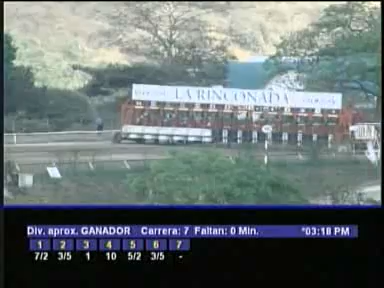 LA RINCONADA
Div. aprox. GANADOR Carrera: 7 Faltan: 0 Min. *03:18 PM
1 2 3 4 5 6 7
7/2 3/5 1 10 5/2 3/5 -